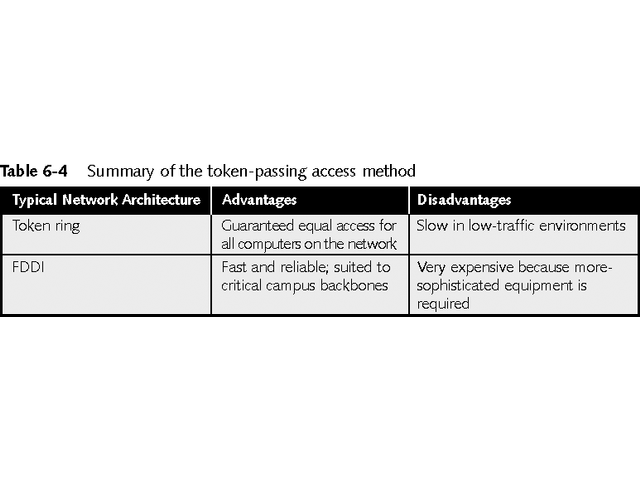 Table 6-4 Summary of the token-passing access method
Typical Network Architecture Advantages Disadvantages
Token ring Guaranteed equal access for Slow in low-traffic environments
all computers on the network
FDDI Fast and reliable; suited to Very expensive because more-
critical campus backbones sophisticated equipment is
required